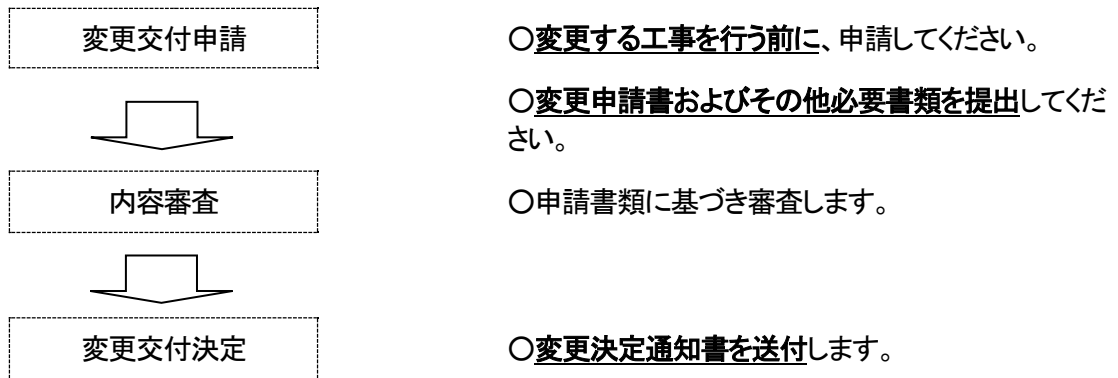 変更交付申請
○変更する工事を行う前に、申請してください。
○変更申請書およびその他必要書類を提出してくだ
さい。
内容審査
○申請書類に基づき審査します。
変更交付決定
○変更決定通知書を送付します。